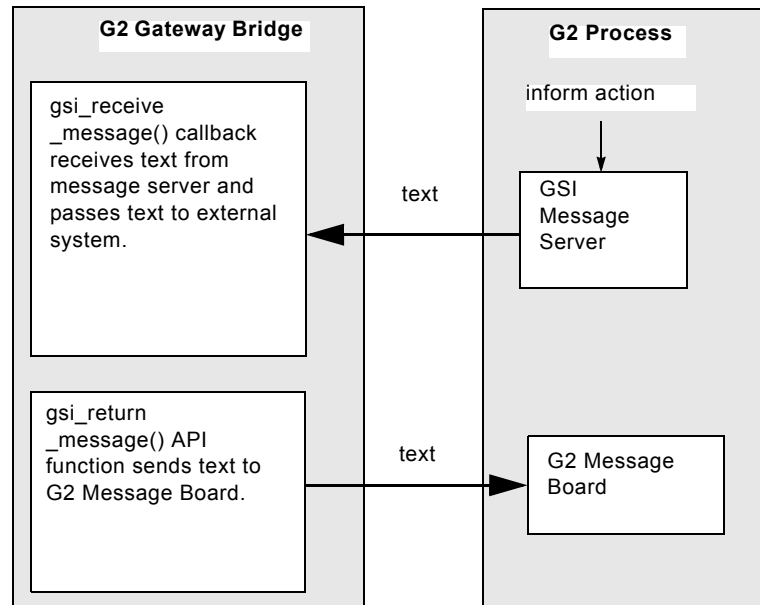 G2 Gateway Bridge
gsi_receive
_message() callback
receives text from
message server and
passes text to external
system.
text
G2 Process
inform action
GSI
Message
Server
gsi_return
_message() API
function sends text to
G2 Message Board.
text
G2 Message
Board